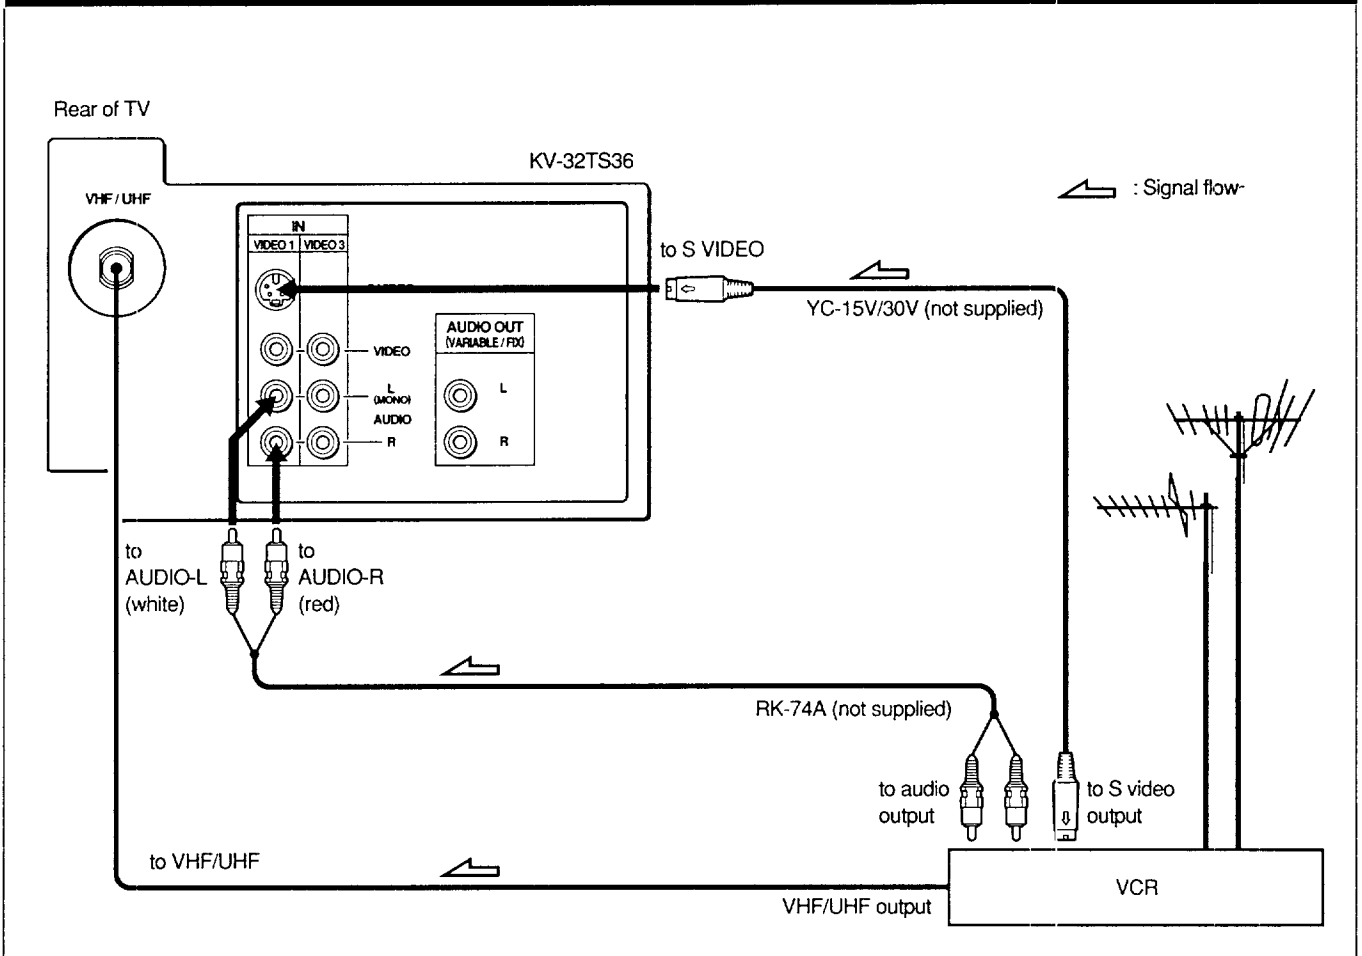 Rear of TV
KV-32TS36
VHF / UHF
: Signal flow
IN
VIDEO 1 VIDEO 3
to S VIDEO
YC-15V/30V (not supplied)
AUDIO OUT
(VARIABLE / FIX)
VIDEO
L
(MONO)
AUDIO
R
L
R
to
AUDIO-L
(white)
to
AUDIO-R
(red)
RK-74A (not supplied)
to audio
output
to S video
output
to VHF/UHF
VHF/UHF output
VCR